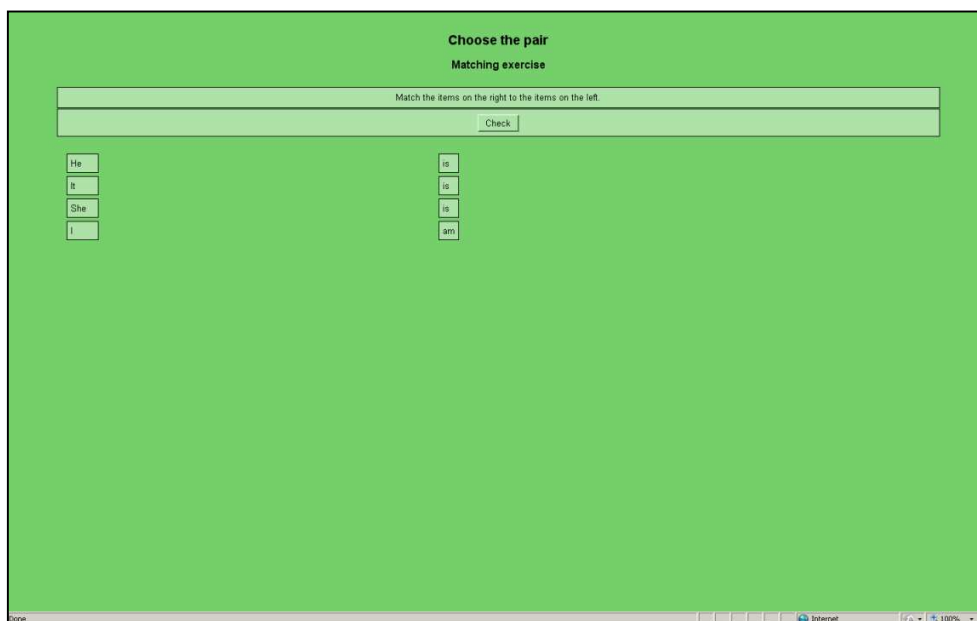 Choose the pair
Matching exercise
Match the items on the right to the items on the left.
Check
He is
It is
She is
I am
Done Internet 100%